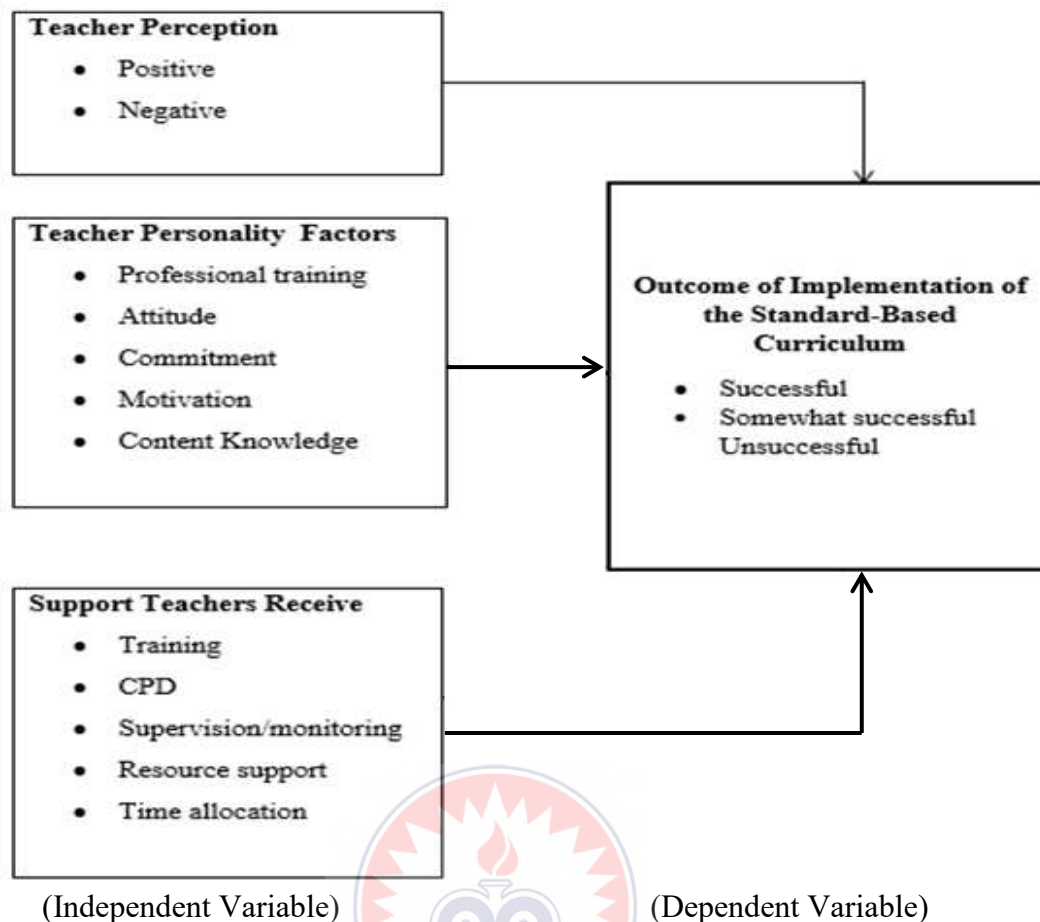 Teacher Perception
• Positive
• Negative
Teacher Personality Factors
• Professional training
• Attitude
• Commitment
• Motivation
• Content Knowledge
Outcome of Implementation of
the Standard-Based
Curriculum
• Successful
• Somewhat successful
Unsuccessful
Support Teachers Receive
• Training
• CPD
• Supervision/monitoring
• Resource support
• Time allocation
(Independent Variable)
(Dependent Variable)